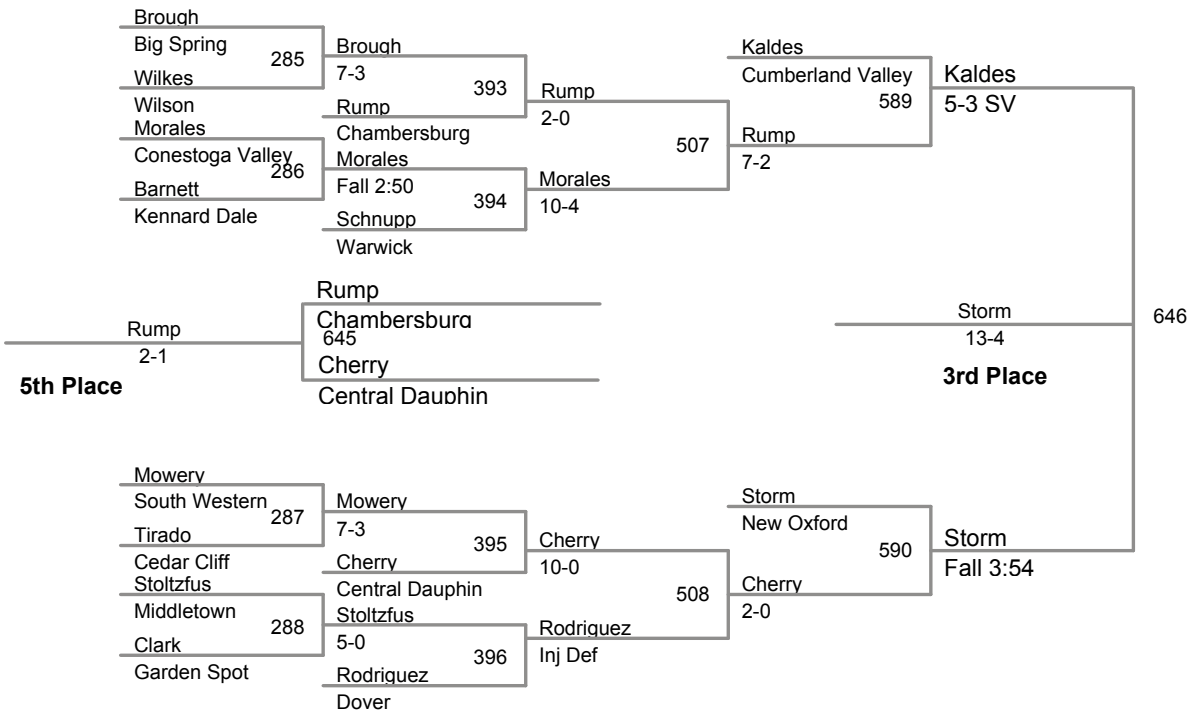 Brough
Big Spring
285
Wilkes
Wilson
Morales
Conestoga Valley
286
Barnett
Kennard Dale
Brough
7-3
393
Rump
Chambersburg
Morales
Fall 2:50
394
Schnupp
Warwick
Rump
2-0
507
Morales
10-4
Kaldes
Cumberland Valley
589
Rump
7-2
Kaldes
5-3 SV
Rump
Chambersburg
645
Cherry
Central Dauphin
Rump
2-1
5th Place
Storm
13-4
3rd Place
646
Mowery
South Western
287
Tirado
Cedar Cliff
Stoltzfus
Middletown
288
Clark
Garden Spot
Mowery
7-3
395
Cherry
Central Dauphin
Stoltzfus
5-0
396
Rodriguez
Dover
Cherry
10-0
508
Rodriguez
Inj Def
Storm
New Oxford
590
Cherry
2-0
Storm
Fall 3:54